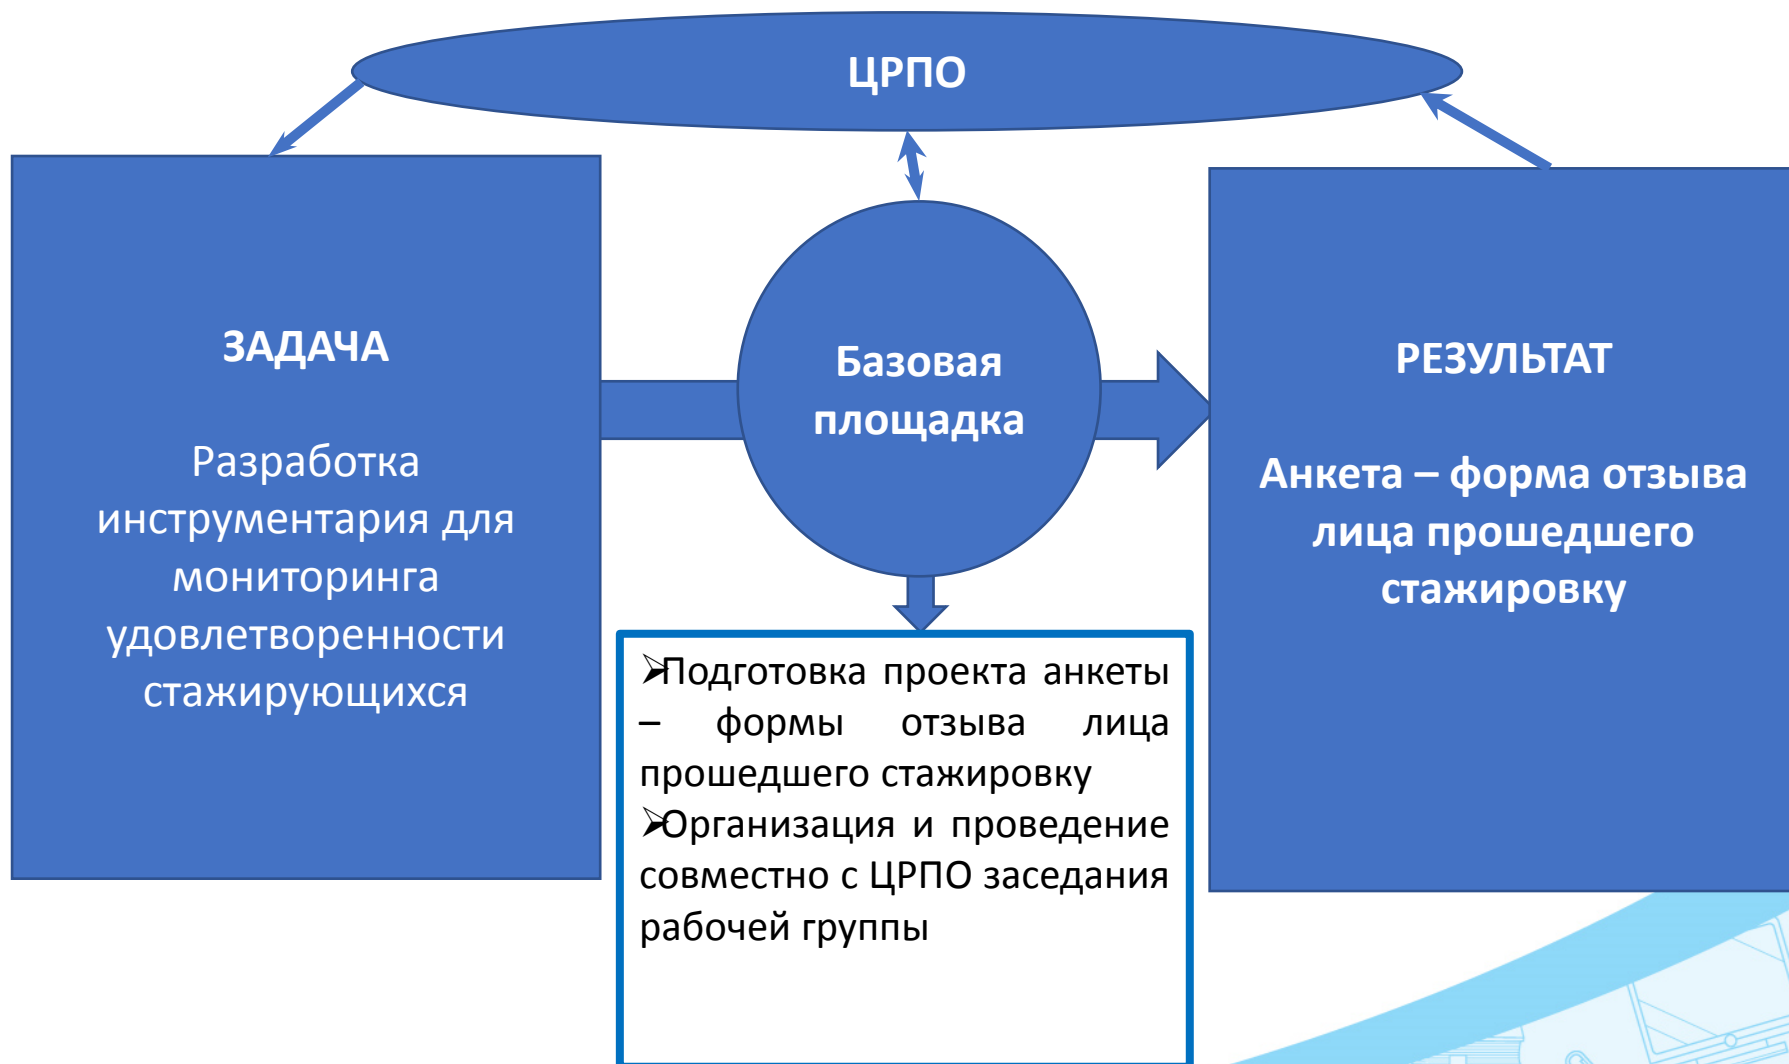 ЦРПО
ЗАДАЧА
Разработка
инструментария для
мониторинга
удовлетворенности
стажирующихся
Базовая
площадка
РЕЗУЛЬТАТ
Анкета – форма отзыва
лица прошедшего
стажировку
➢Подготовка проекта анкеты
– формы отзыва лица
прошедшего стажировку
➢Организация и проведение
совместно с ЦРПО заседания
рабочей группы